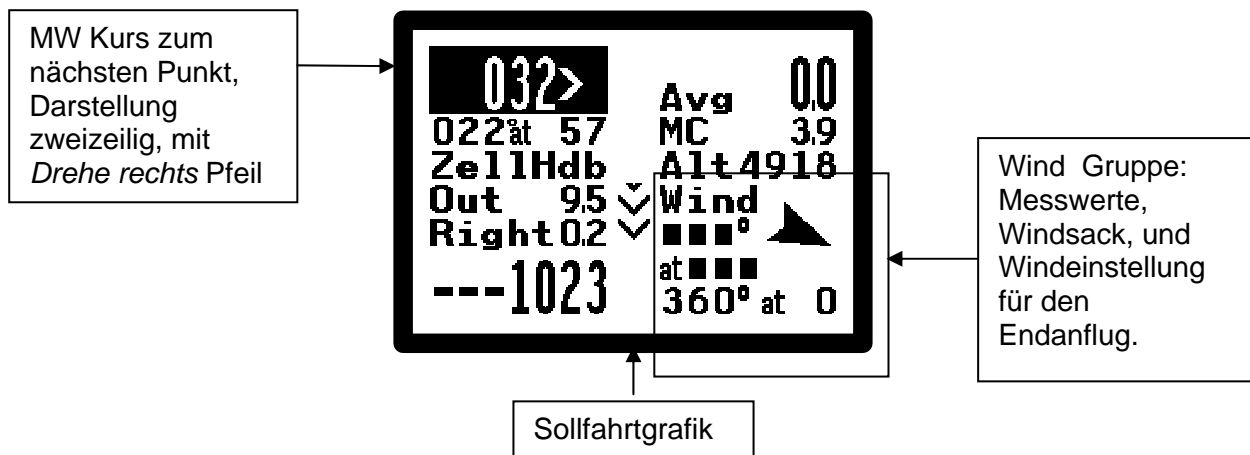 MW Kurs zum
nächsten Punkt,
Darstellung
zweizeilig, mit
Drehe rechts Pfeil
032>
022°at 57
ZellHdb
Out 9.5
Right 0.2
---1023
Avg 0.0
MC 3.9
Alt 4918
Wind
■■■°
at ■■■
360° at 0
Wind Gruppe:
Messwerte,
Windsack, und
Windeinstellung
für den
Endanflug.
Sollfahrtgrafik